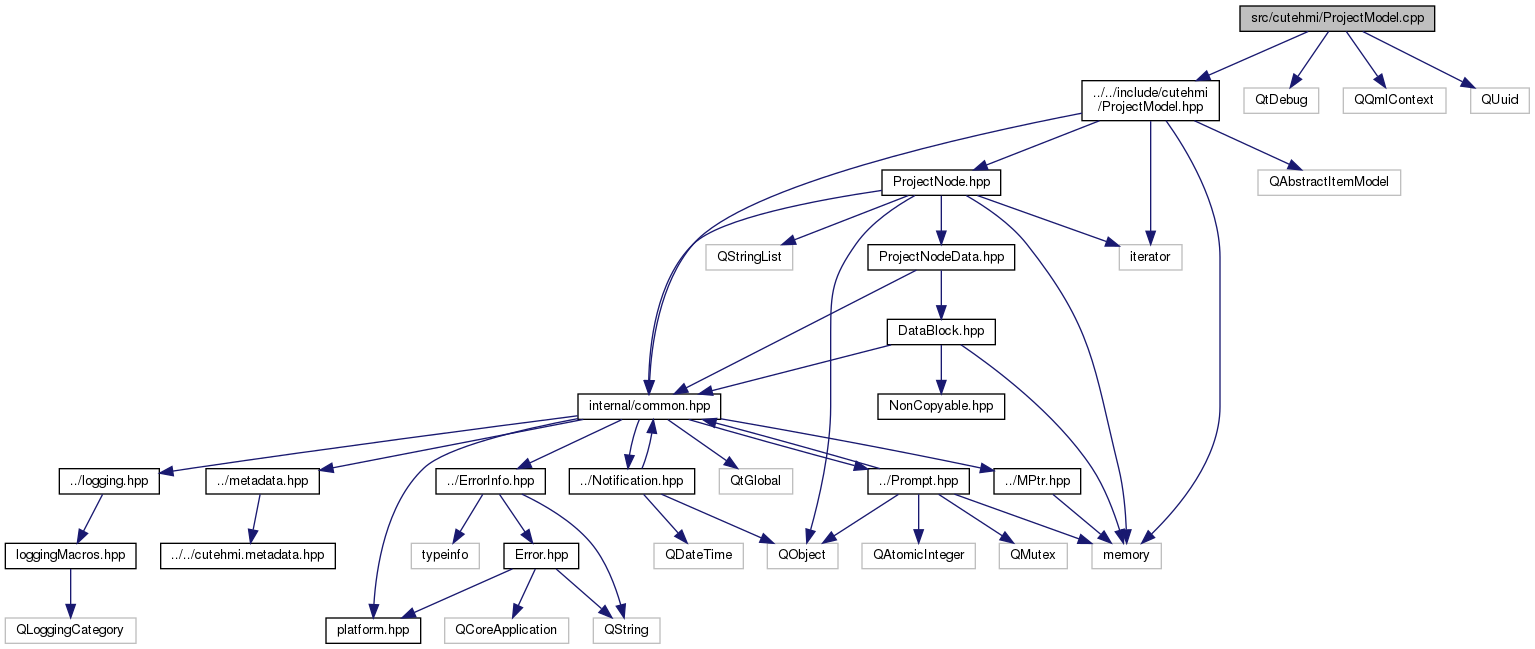 src/cutehmi/ProjectModel.cpp
../../include/cutehmi
/ProjectModel.hpp
QtDebug
QQmlContext
QUuid
ProjectNode.hpp
QAbstractItemModel
QStringList
ProjectNodeData.hpp
iterator
DataBlock.hpp
internal/common.hpp
NonCopyable.hpp
../logging.hpp
../metadata.hpp
../ErrorInfo.hpp
../Notification.hpp
QtGlobal
../Prompt.hpp
../MPtr.hpp
loggingMacros.hpp
../../cutehmi.metadata.hpp
typeinfo
Error.hpp
QDateTime
QObject
QAtomicInteger
QMutex
memory
QLoggingCategory
platform.hpp
QCoreApplication
QString